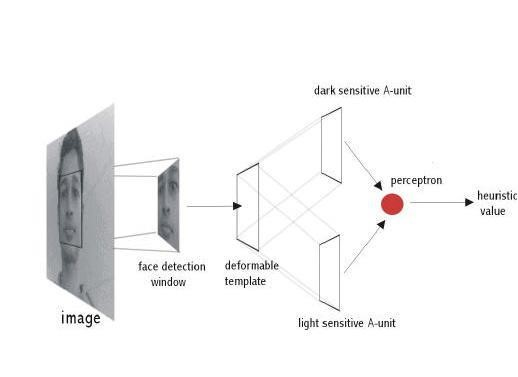 dark sensitive A-unit
perceptron
heuristic
value
face detection
window
deformable
template
image
light sensitive A-unit